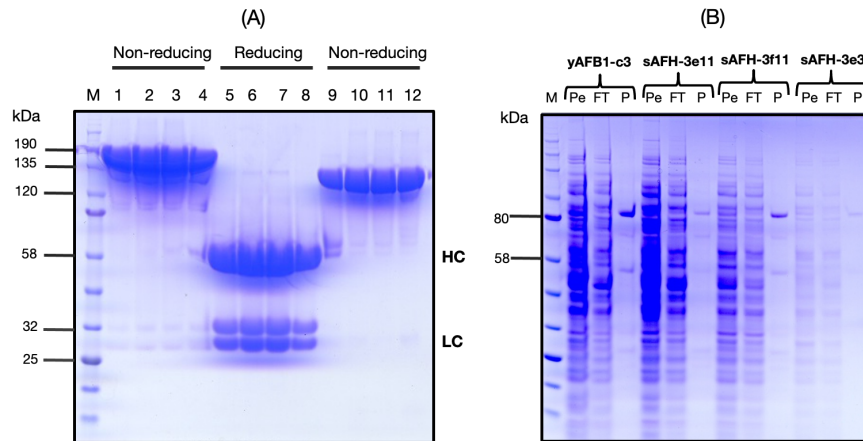 (A)
Non-reducing Reducing Non-reducing
M 1 2 3 4 5 6 7 8 9 10 11 12
kDa
190
135
120
58
32
25
HC
LC
(B)
yAFB1-c3 sAFH-3e11 sAFH-3f11 sAFH-3e3
M Pe FT P Pe FT P Pe FT P Pe FT P
kDa
80
58